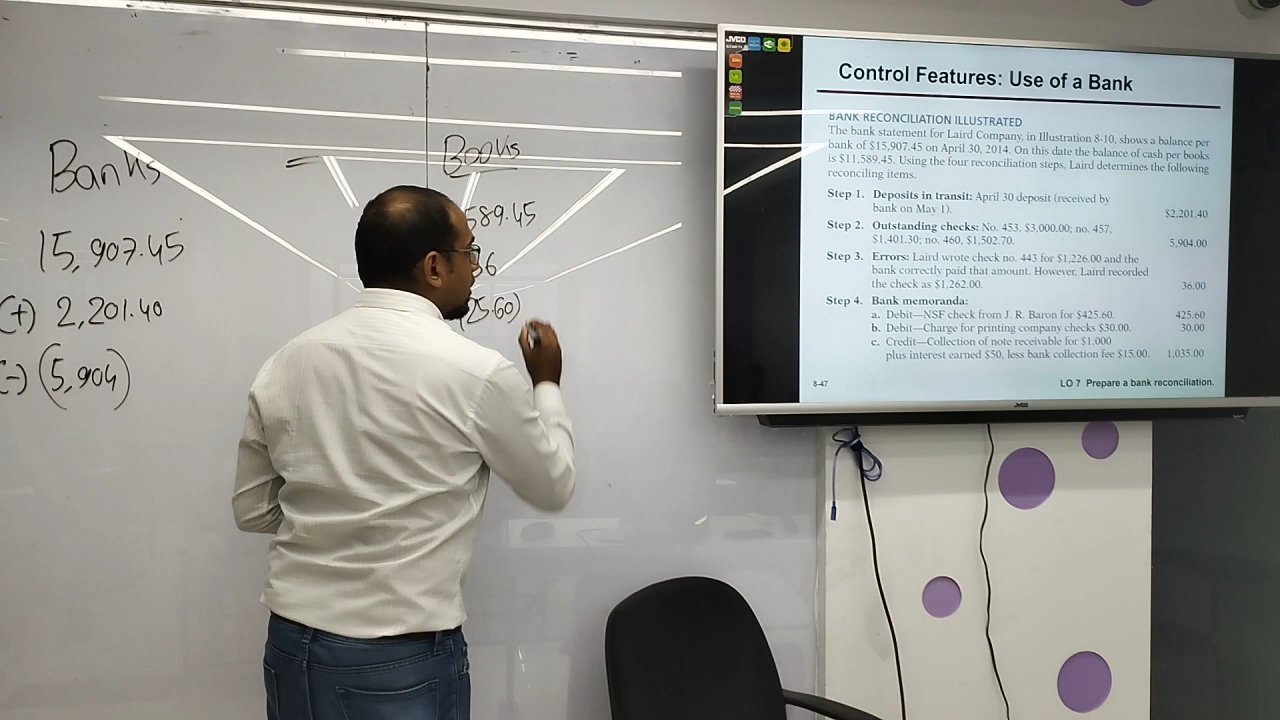 Banks
=
Books
15,907.45
589.45
(+) 2,201.40
36
(-) (5,904)
(25.60)
JVCO
Control Features: Use of a Bank
BANK RECONCILIATION ILLUSTRATED
The bank statement for Laird Company, in Illustration 8-10, shows a balance per
bank of $15,907.45 on April 30, 2014. On this date the balance of cash per books
is $11,589.45. Using the four reconciliation steps, Laird determines the following
reconciling items.
Step 1. Deposits in transit: April 30 deposit (received by
bank on May 1). $2,201.40
Step 2. Outstanding checks: No. 453, $3,000.00; no. 457,
$1,401.30; no. 460, $1,502.70. 5,904.00
Step 3. Errors: Laird wrote check no. 443 for $1,226.00 and the
bank correctly paid that amount. However, Laird recorded
the check as $1,262.00. 36.00
Step 4. Bank memoranda:
a. Debit—NSF check from J. R. Baron for $425.60. 425.60
b. Debit—Charge for printing company checks $30.00. 30.00
c. Credit—Collection of note receivable for $1,000
plus interest earned $50, less bank collection fee $15.00. 1,035.00
8-47
LO 7 Prepare a bank reconciliation.
JVCO